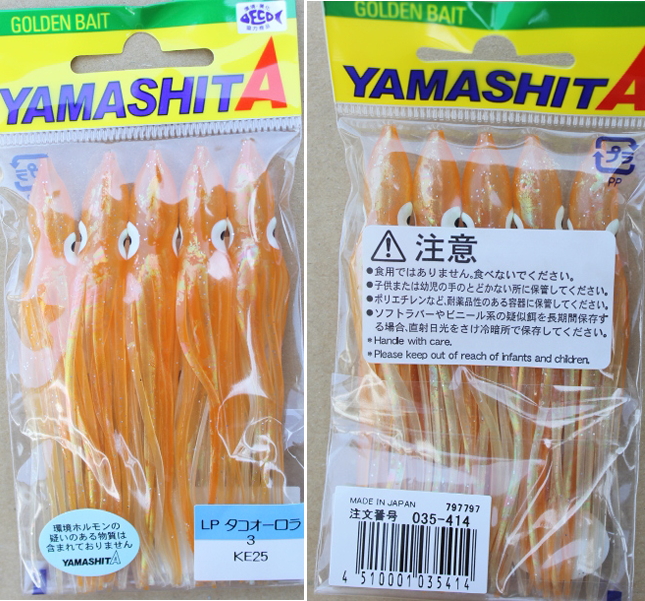 GOLDEN BAIT
YAMASHITA
プラ
環境ホルモンの
疑いのある物質は
含まれておりません
YAMASHITA
LP タコオーロラ
3
KE25
GOLDEN BAIT
YAMASHITA
プラ
PP
注意
●食用ではありません。食べないでください。
●子供または幼児の手のとどかない所に保管してください。
●ポリエチレンなど、耐薬品性のある容器に保管してください。
●ソフトラバーやビニール系の疑似餌を長期間保存す
る場合、直射日光をさけ冷暗所で保存してください。
*Handle with care.
*Please keep out of reach of infants and children.
MADE IN JAPAN 797797
注文番号 035-414
4 510001 035414